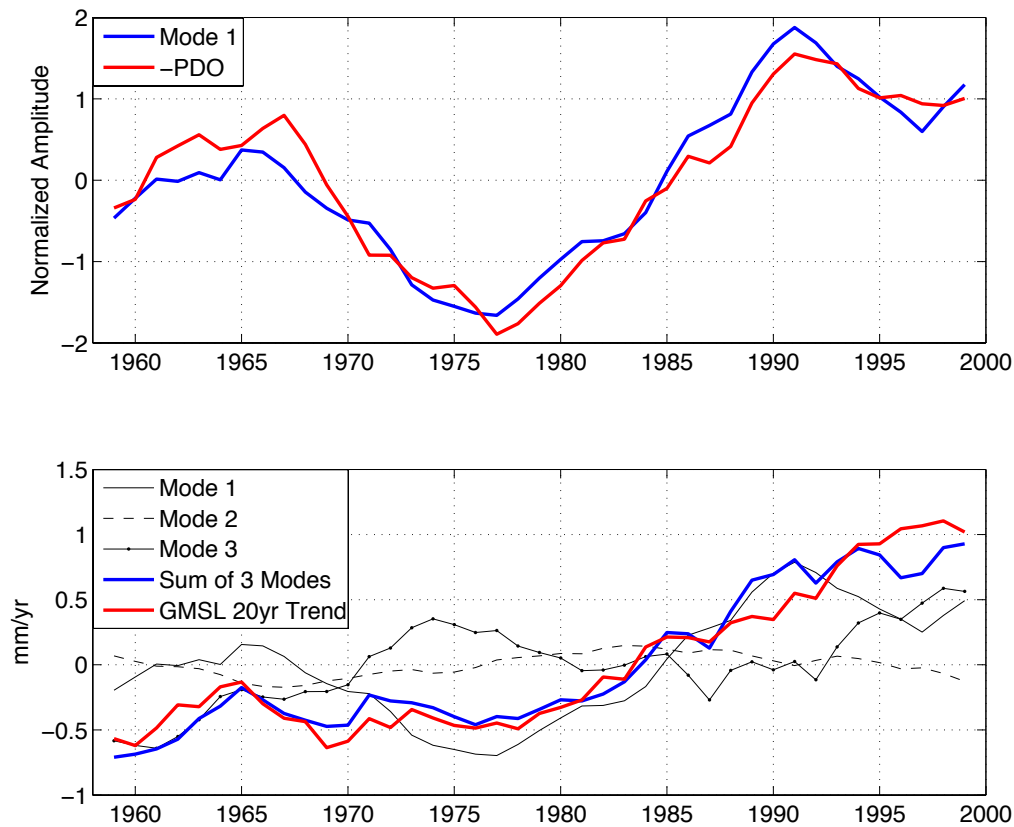 2
1
0
−1
−2
Normalized Amplitude
Mode 1
−PDO
1960 1965 1970 1975 1980 1985 1990 1995 2000
1.5
1
0.5
0
−0.5
−1
mm/yr
Mode 1
Mode 2
Mode 3
Sum of 3 Modes
GMSL 20yr Trend
1960 1965 1970 1975 1980 1985 1990 1995 2000